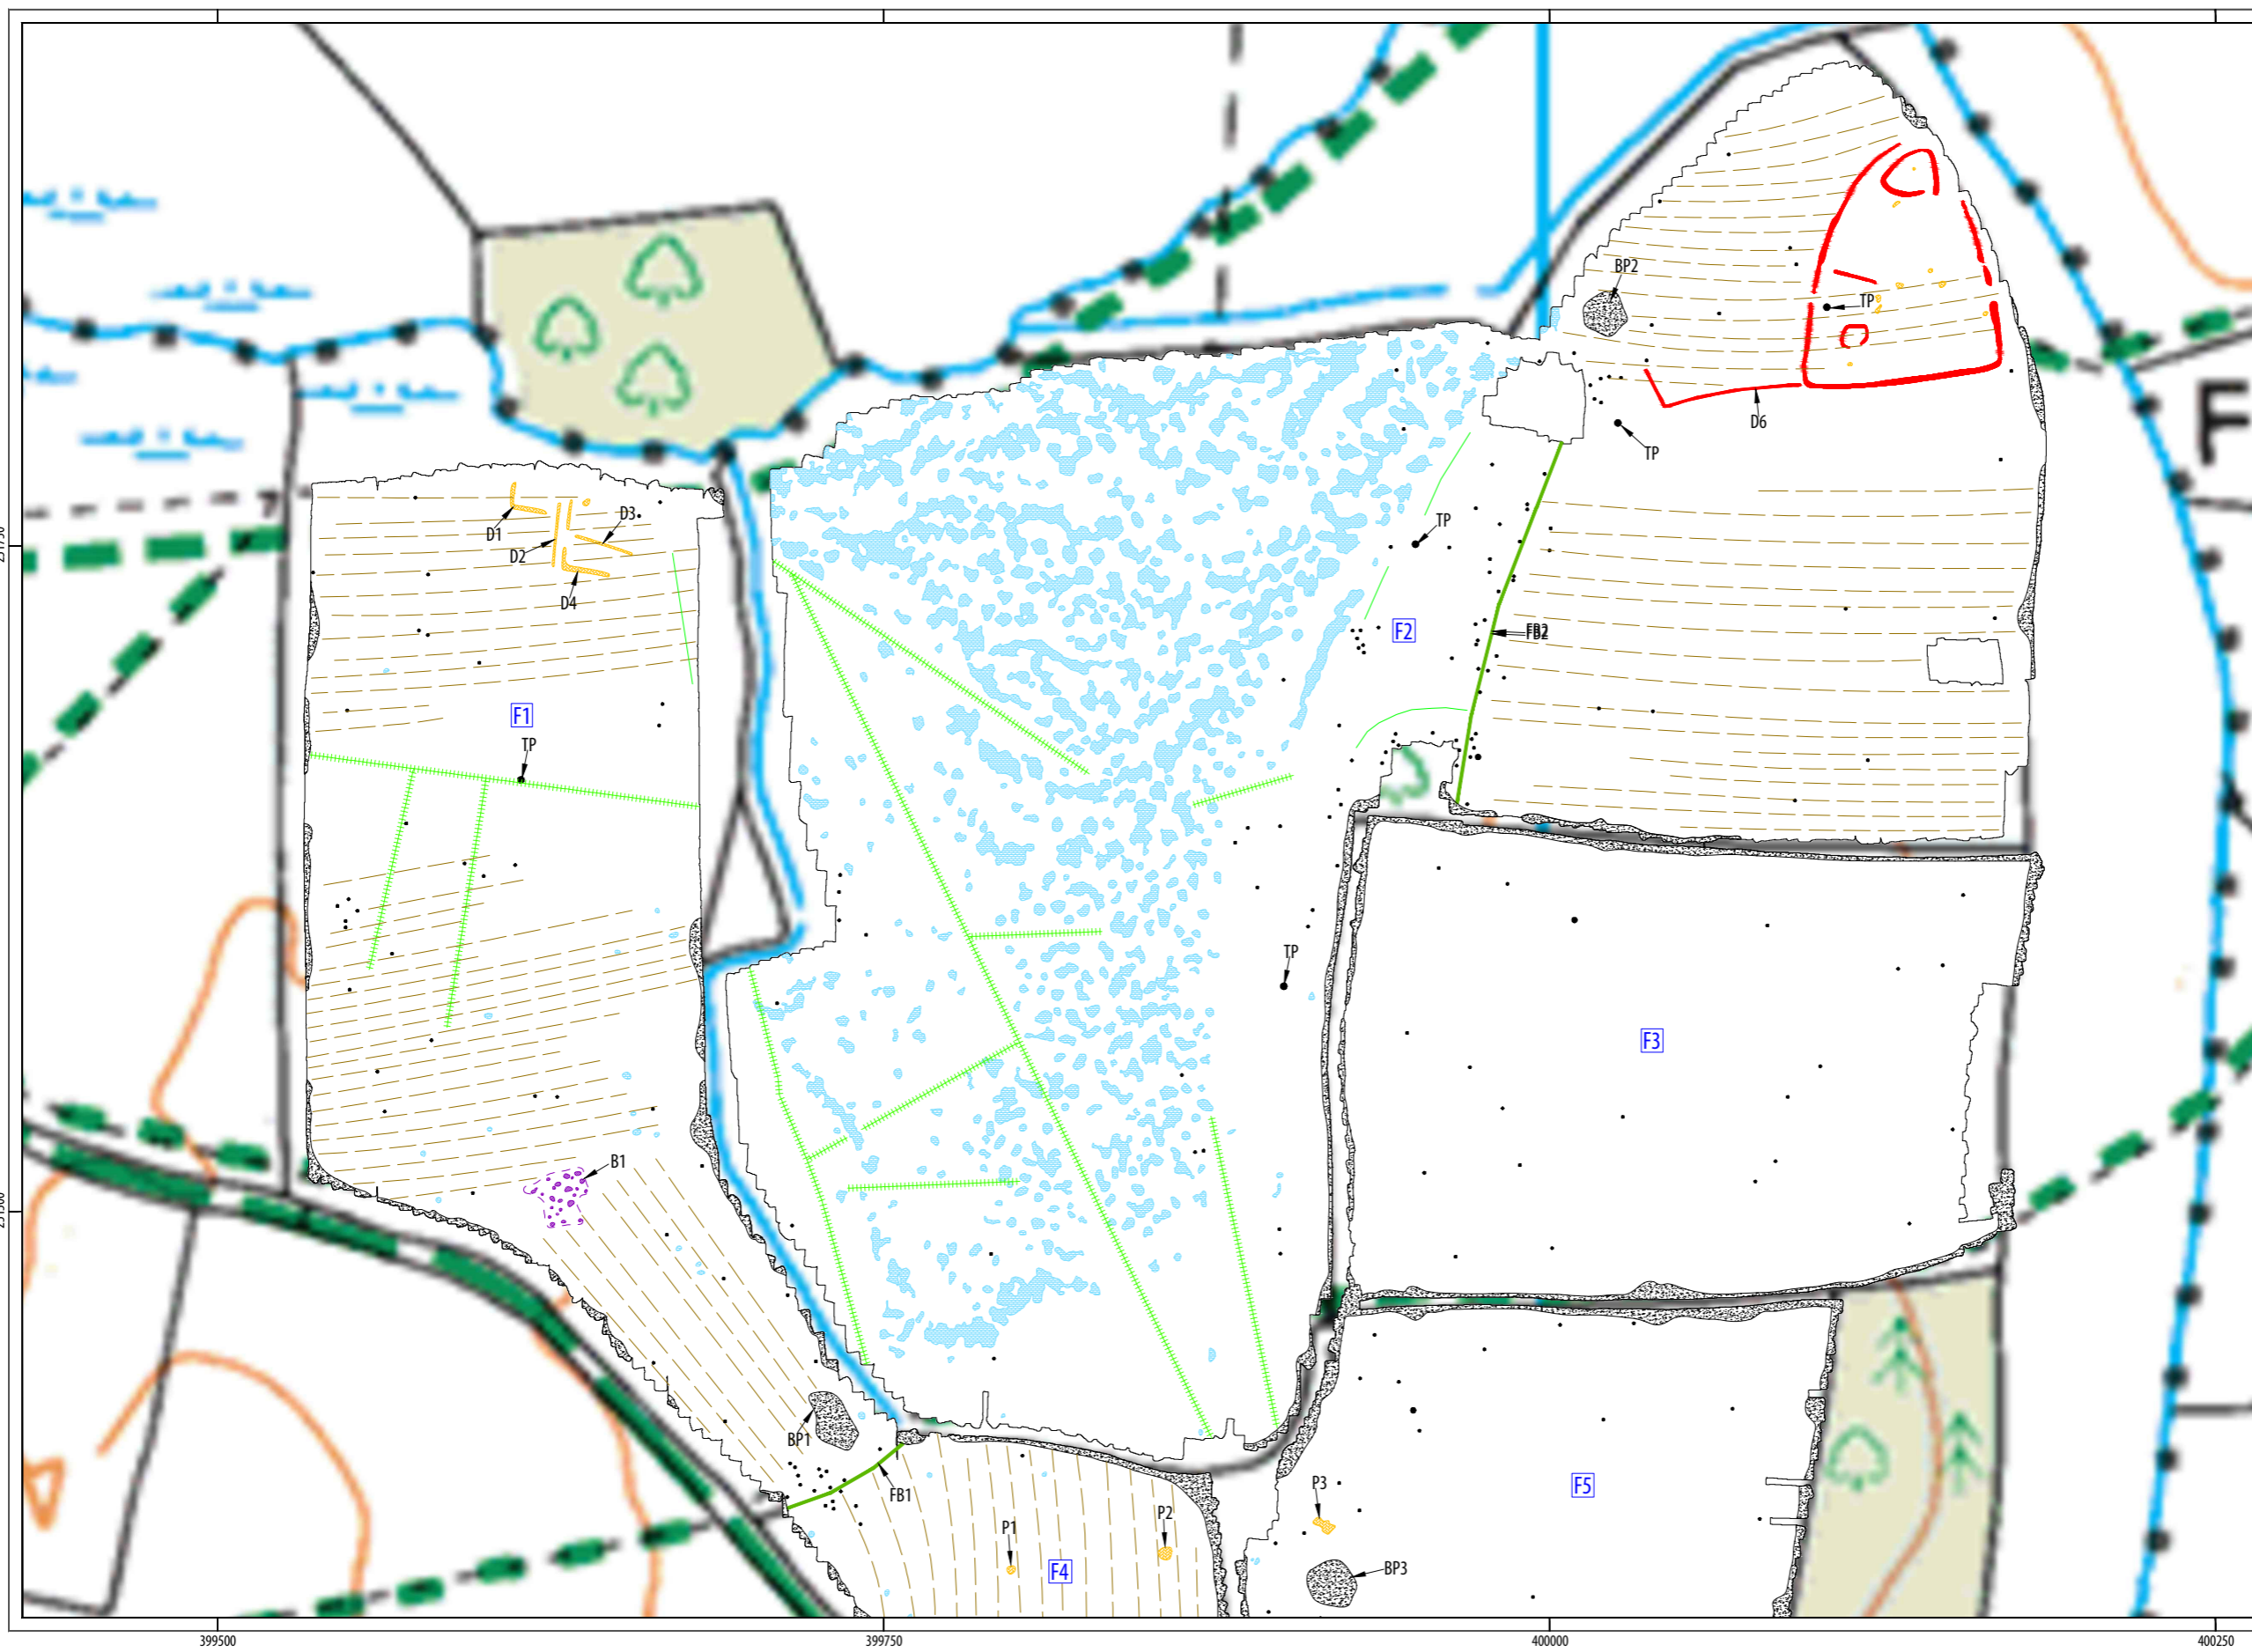 BP2
TP
D6
TP
F
D1
D3
D2
D4
TP
F2
FB2
F1
TP
TP
F3
B1
BP1
FB1
P1
P2
F4
P3
BP3
F5
399500
399750
400000
400250